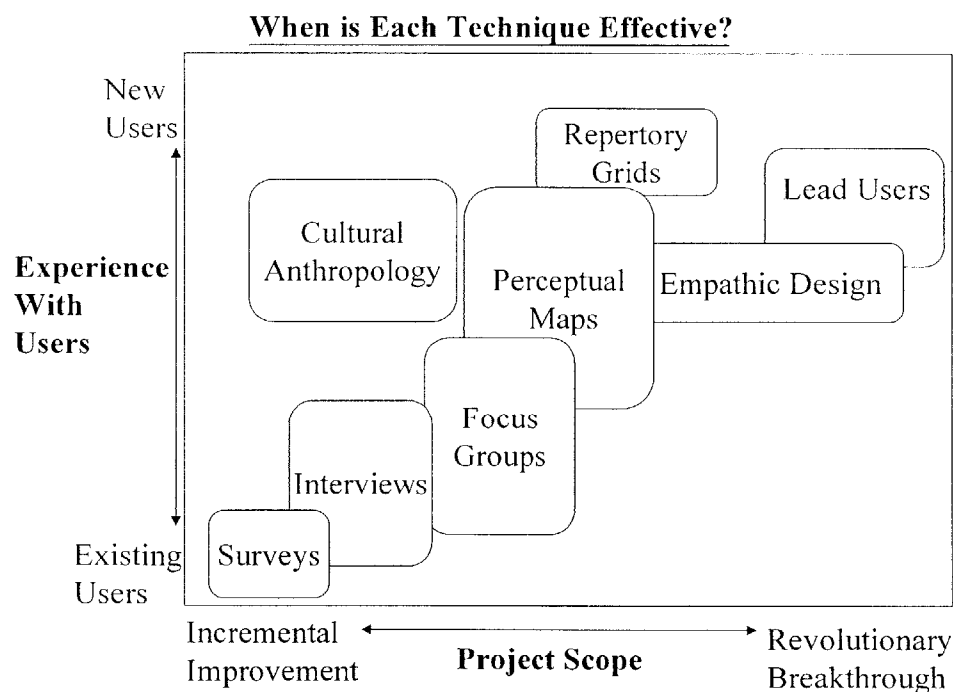 When is Each Technique Effective?
New
Users
Repertory
Grids
Lead Users
Cultural
Anthropology
Experience
With
Users
Perceptual
Maps
Empathic Design
Focus
Groups
Interviews
Surveys
Existing
Users
Incremental
Improvement
Project Scope
Revolutionary
Breakthrough